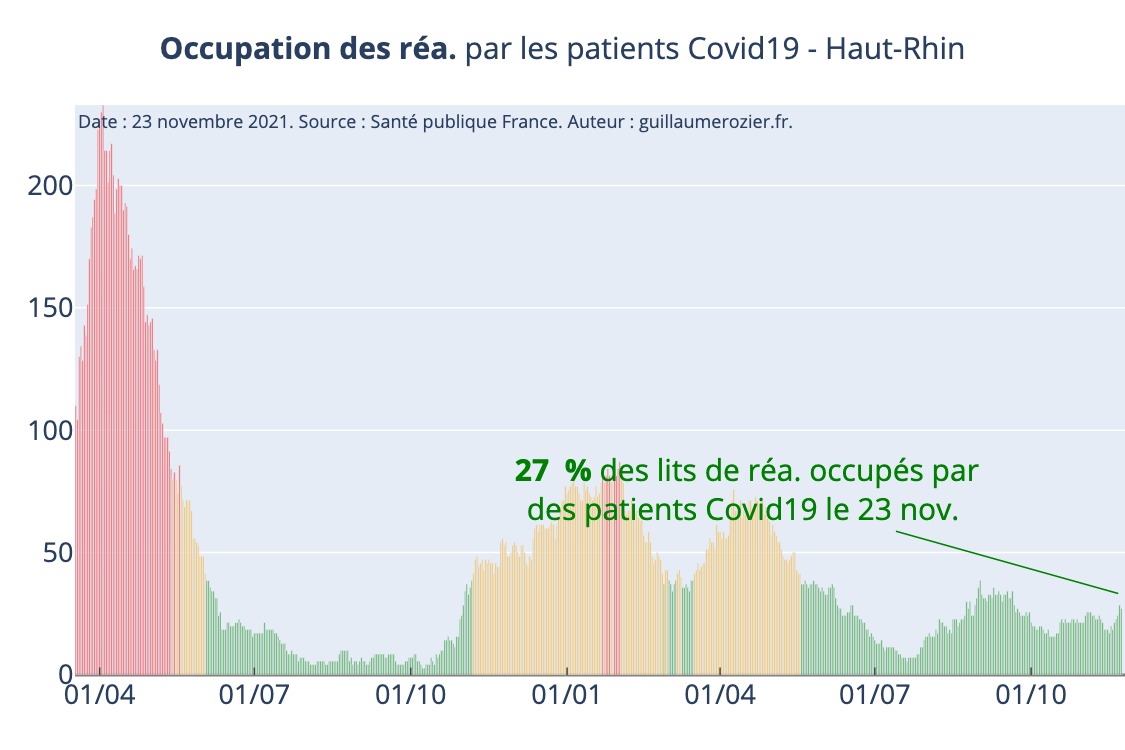 Occupation des réa. par les patients Covid19 - Haut-Rhin
Date : 23 novembre 2021. Source : Santé publique France. Auteur : guillaumerozier.fr.
200
150
100
27 % des lits de réa. occupés par
des patients Covid19 le 23 nov.
50
0
01/04 01/07 01/10 01/01 01/04 01/07 01/10